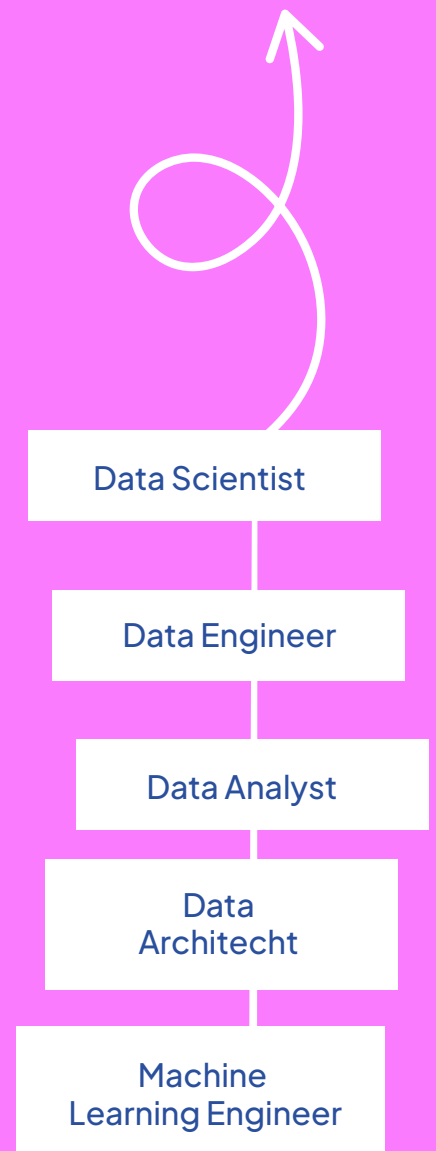 Data Scientist
Data Engineer
Data Analyst
Data
Architecht
Machine
Learning Engineer